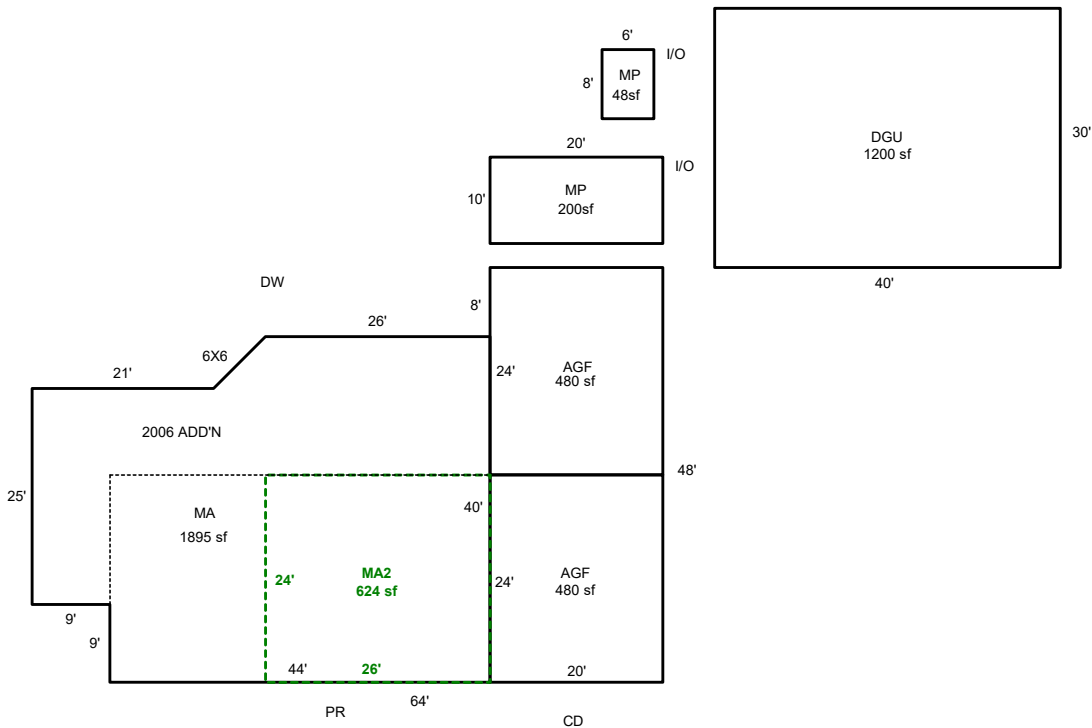 6'
I/O
8'
MP
48sf
DGU
1200 sf
30'
20'
I/O
10'
MP
200sf
40'
DW
8'
26'
6X6
24'
AGF
480 sf
21'
2006 ADD'N
48'
25'
MA
1895 sf
40'
24'
MA2
624 sf
24'
AGF
480 sf
9'
9'
44'
26'
20'
64'
PR
CD